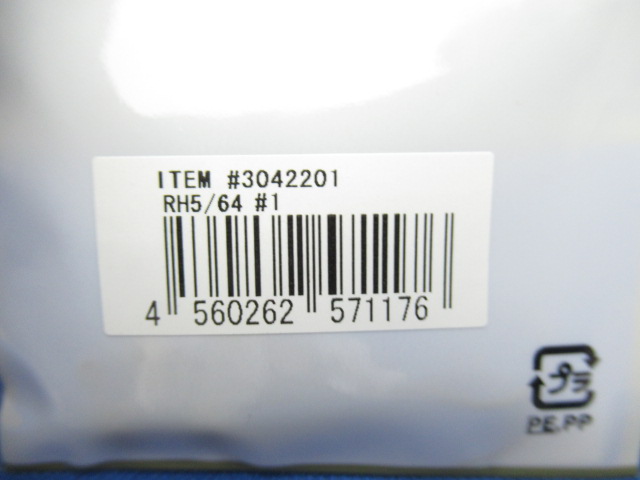 ITEM #3042201
RH5/64 #1
4 560262 571176
プラ
PE.PP